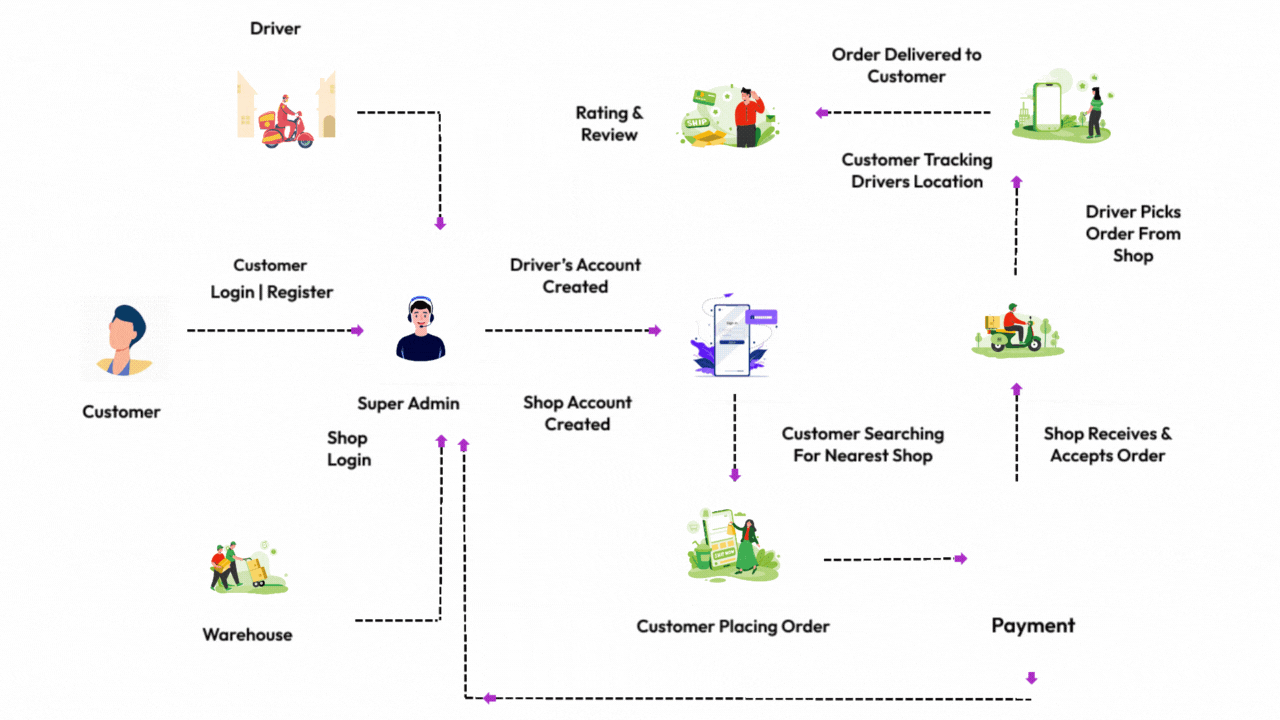 Driver
Order Delivered to
Customer
Rating &
Review
SHIP
Customer Tracking
Drivers Location
Driver Picks
Order From
Shop
Customer
Login | Register
Driver's Account
Created
Customer
Super Admin
Shop Account
Created
Shop
Login
Customer Searching
For Nearest Shop
Shop Receives &
Accepts Order
Warehouse
Customer Placing Order
Payment